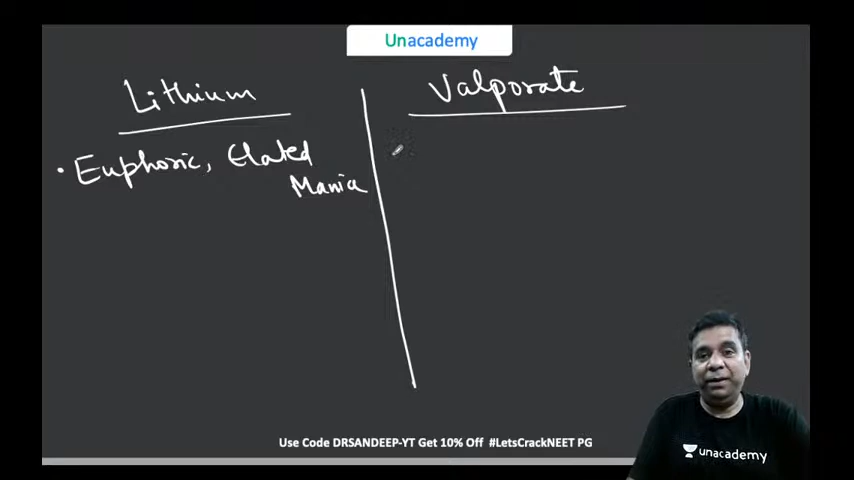 Unacademy
Lithium
Valporate
• Euphoric, Elated
Mania
Use Code DRSANDEEP-YT Get 10% Off #LetsCrackNEET PG
unacademy